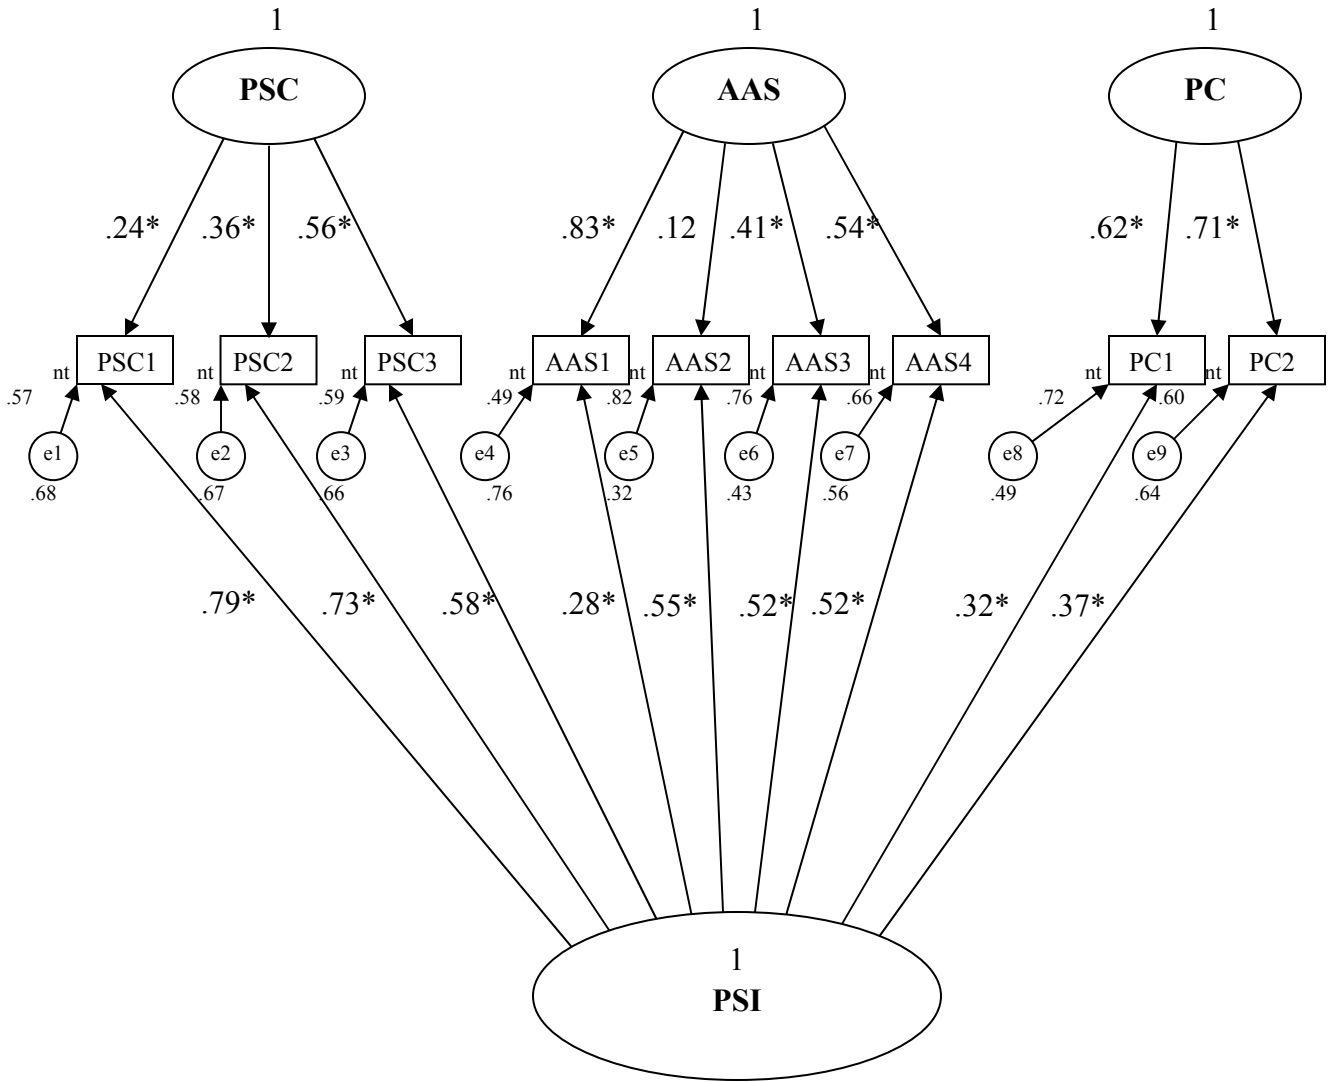 1 1 1
PSC AAS PC
.24* .36* .56* .83* .12 .41* .54* .62* .71*
PSC1 PSC2 PSC3 AAS1 AAS2 AAS3 AAS4 PC1 PC2
nt nt nt nt nt nt nt nt nt
.57 .58 .59 .49 .82 .76 .66 .72 .60
e1 e2 e3 e4 e5 e6 e7 e8 e9
.68 .67 .66 .76 .32 .43 .56 .49 .64
.79* .73* .58* .28* .55* .52* .52* .32* .37*
1
PSI